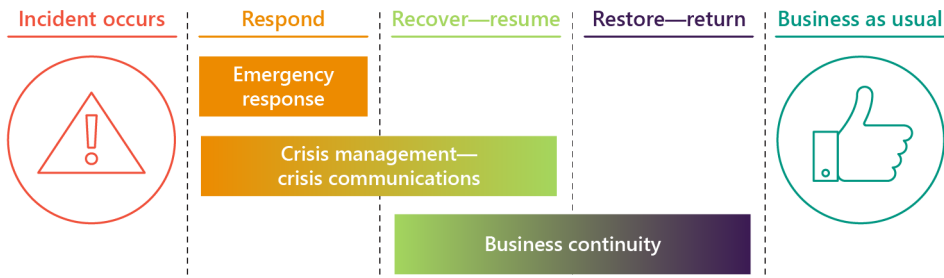 Incident occurs
Respond
Recover—resume
Restore—return
Business as usual
Emergency
response
Crisis management—
crisis communications
Business continuity